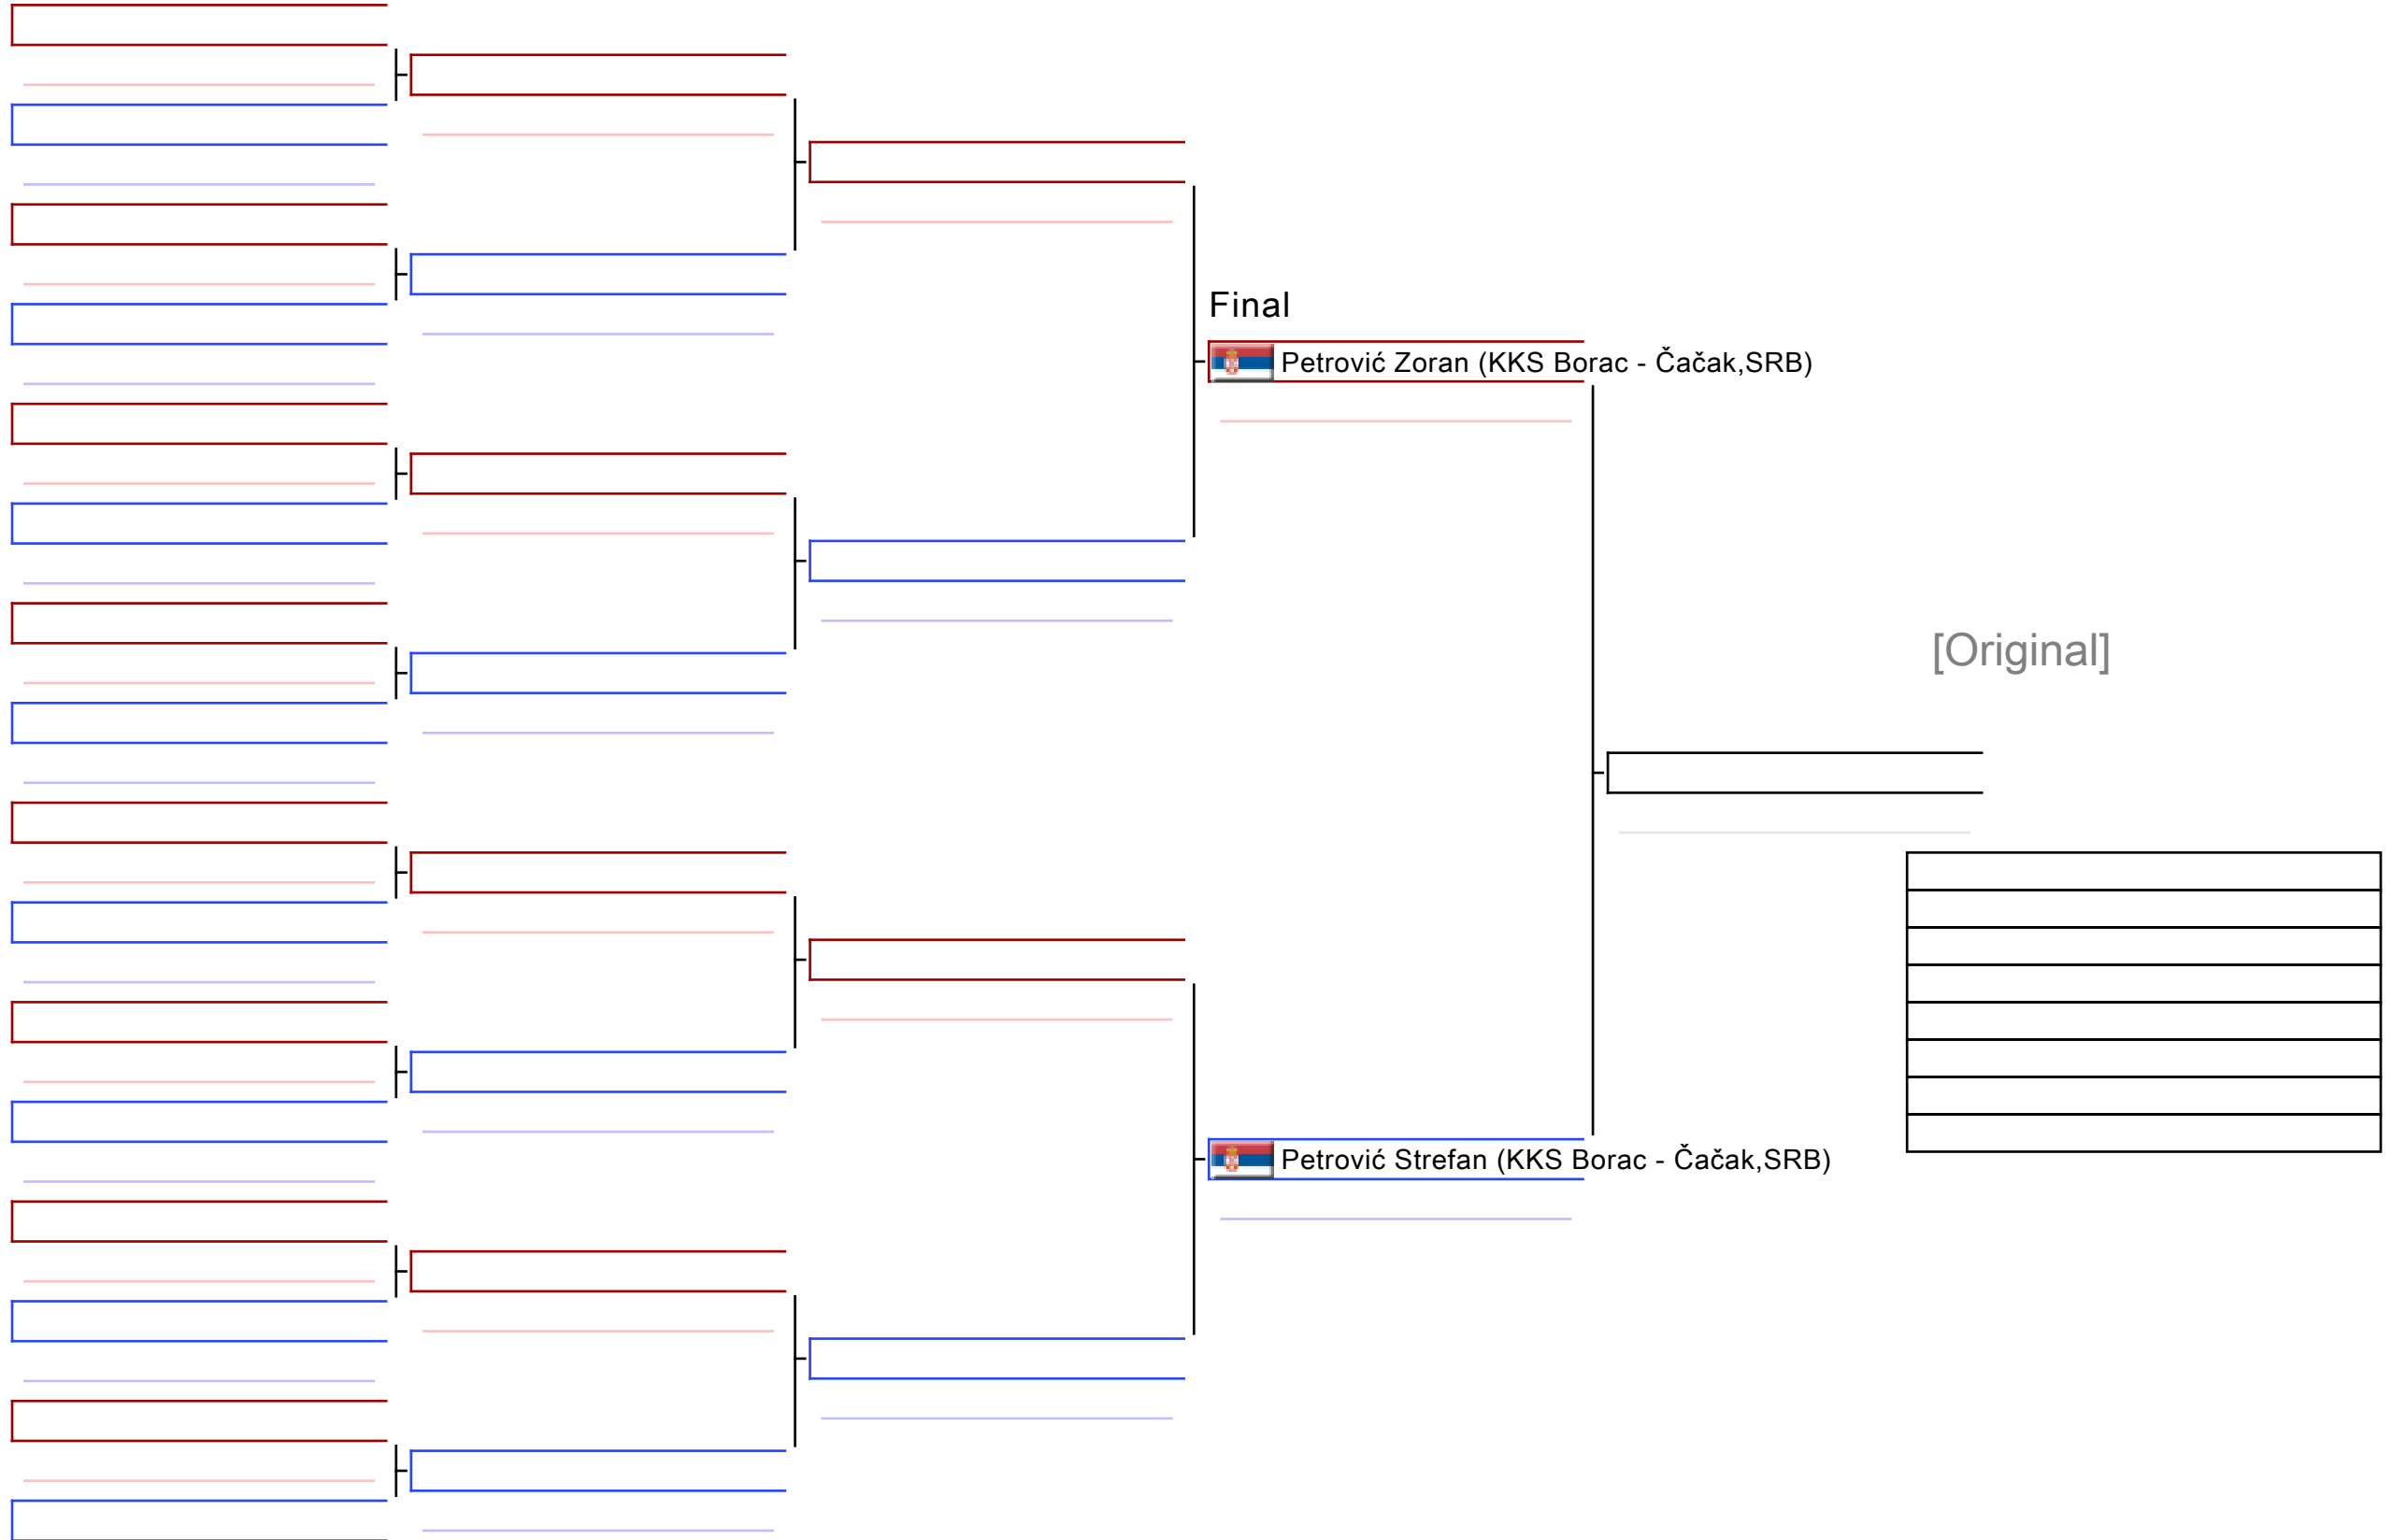 Final
Petrović Zoran (KKS Borac - Čačak,SRB)
[Original]
Petrović Strefan (KKS Borac - Čačak,SRB)